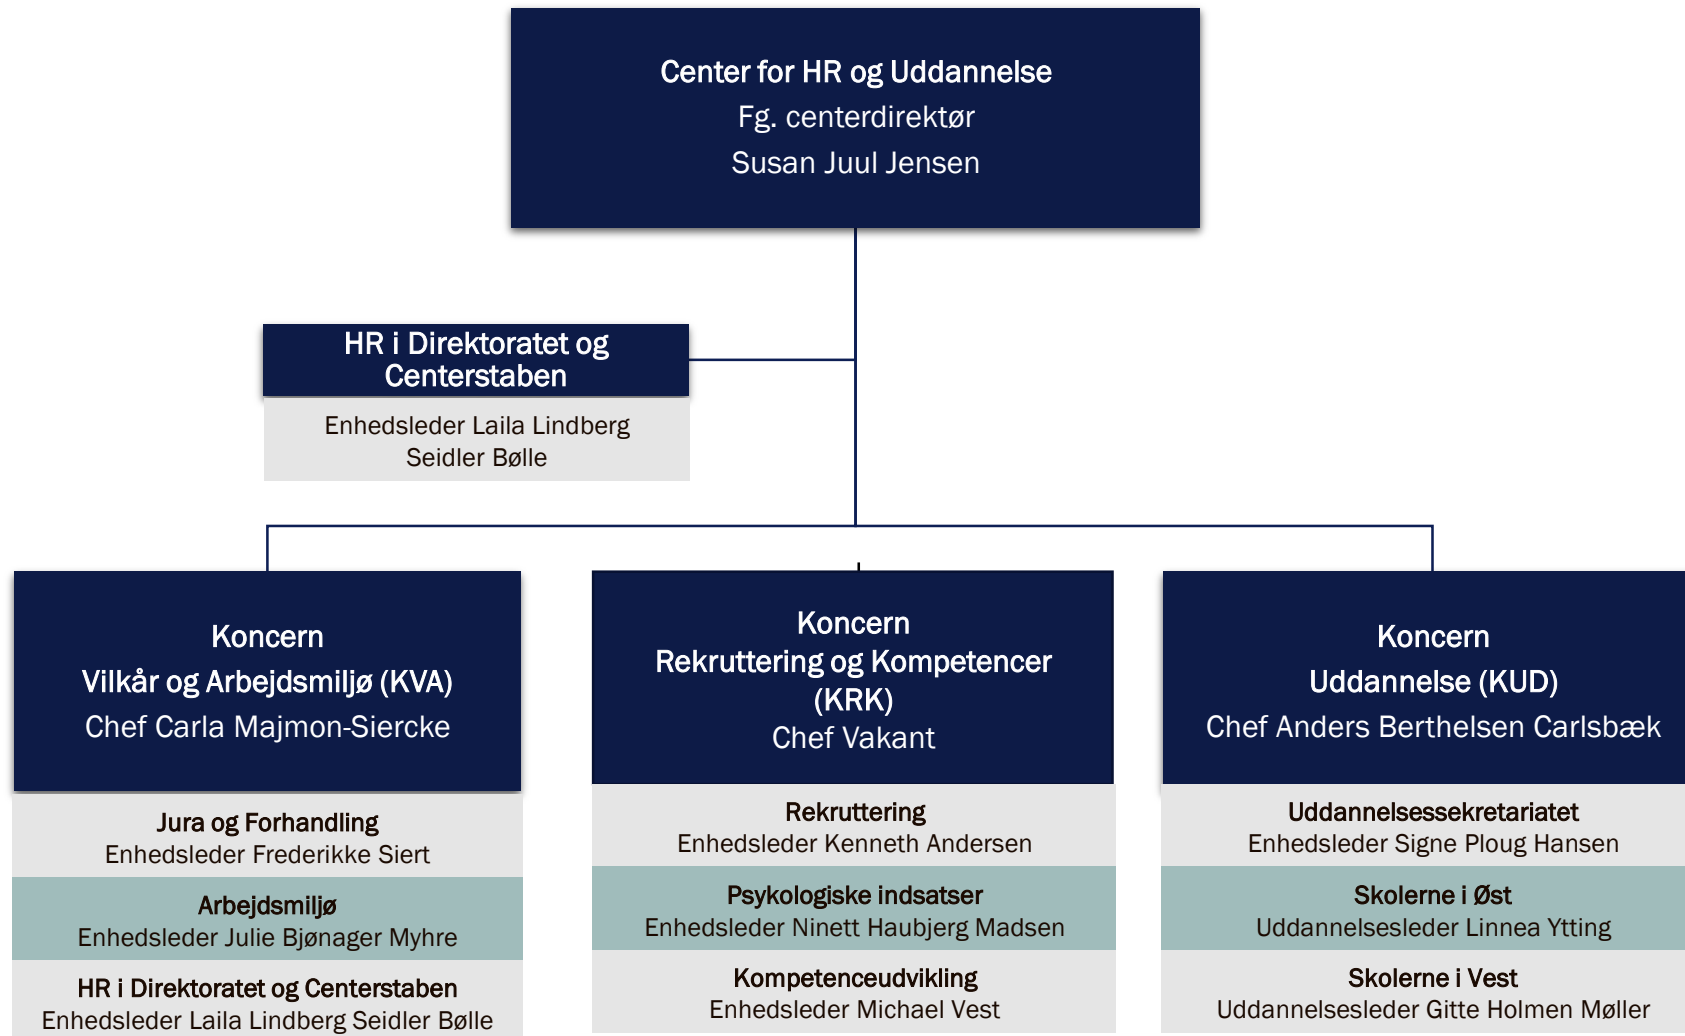 Center for HR og Uddannelse
Fg. centerdirektør
Susan Juul Jensen
HR i Direktoratet og
Centerstaben
Enhedsleder Laila Lindberg
Seidler Bølle
Koncern
Vilkår og Arbejdsmiljø (KVA)
Chef Carla Majmon-Siercke
Jura og Forhandling
Enhedsleder Frederikke Siert
Arbejdsmiljø
Enhedsleder Julie Bjønager Myhre
HR i Direktoratet og Centerstaben
Enhedsleder Laila Lindberg Seidler Bølle
Koncern
Rekruttering og Kompetencer
(KRK)
Chef Vakant
Rekruttering
Enhedsleder Kenneth Andersen
Psykologiske indsatser
Enhedsleder Ninett Haubjerg Madsen
Kompetenceudvikling
Enhedsleder Michael Vest
Koncern
Uddannelse (KUD)
Chef Anders Berthelsen Carlsbæk
Uddannelsessekretariatet
Enhedsleder Signe Ploug Hansen
Skolerne i Øst
Uddannelsesleder Linnea Ytting
Skolerne i Vest
Uddannelsesleder Gitte Holmen Møller